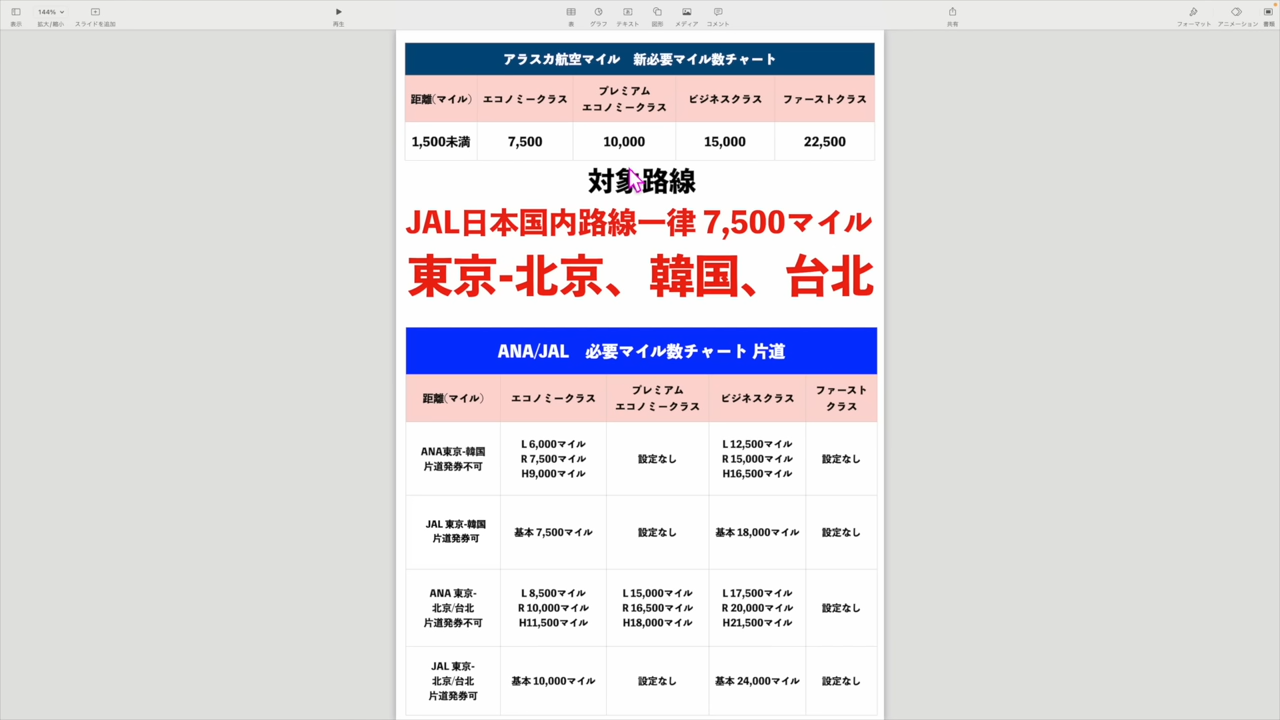 144%
表示
拡大/縮小
スライドを追加
再生
表
グラフ
テキスト
図形
メディア
コメント
共有
フォーマット
アニメーション
書類
アラスカ航空マイル　新必要マイル数チャート
距離(マイル)
エコノミークラス
プレミアム
エコノミークラス
ビジネスクラス
ファーストクラス
1,500未満
7,500
10,000
15,000
22,500
対象路線
JAL日本国内路線一律 7,500マイル
東京-北京、韓国、台北
ANA/JAL　必要マイル数チャート 片道
距離(マイル)
エコノミークラス
プレミアム
エコノミークラス
ビジネスクラス
ファースト
クラス
ANA東京-韓国
片道発券不可
L 6,000マイル
R 7,500マイル
H9,000マイル
設定なし
L 12,500マイル
R 15,000マイル
H16,500マイル
設定なし
JAL 東京-韓国
片道発券可
基本 7,500マイル
設定なし
基本 18,000マイル
設定なし
ANA 東京-
北京/台北
片道発券不可
L 8,500マイル
R 10,000マイル
H11,500マイル
L 15,000マイル
R 16,500マイル
H18,000マイル
L 17,500マイル
R 20,000マイル
H21,500マイル
設定なし
JAL 東京-
北京/台北
片道発券可
基本 10,000マイル
設定なし
基本 24,000マイル
設定なし